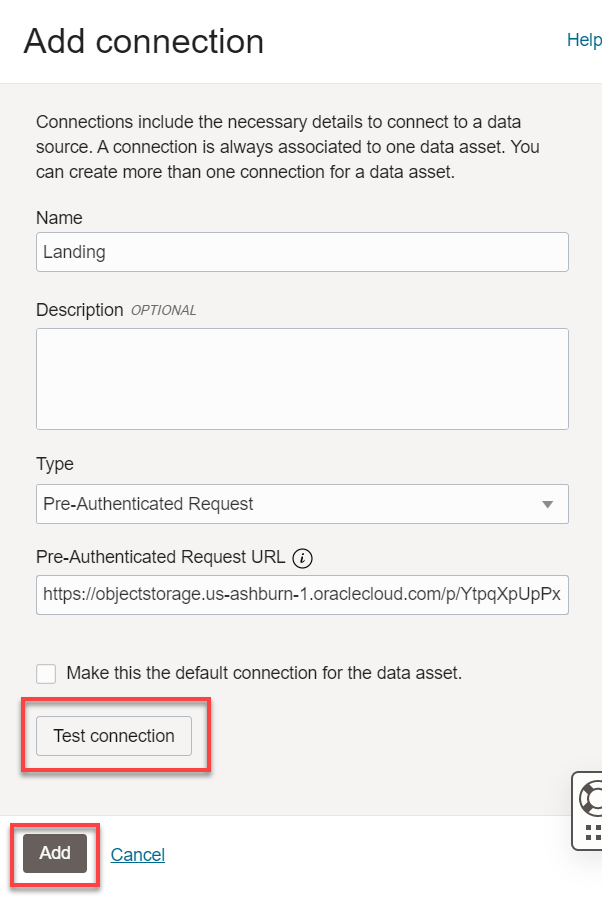 Add connection
Help
Connections include the necessary details to connect to a data
source. A connection is always associated to one data asset. You
can create more than one connection for a data asset.
Name
Landing
Description OPTIONAL
Type
Pre-Authenticated Request
Pre-Authenticated Request URL i
https://objectstorage.us-ashburn-1.oraclecloud.com/p/YtpqXpUpPx
Make this the default connection for the data asset.
Test connection
Add Cancel